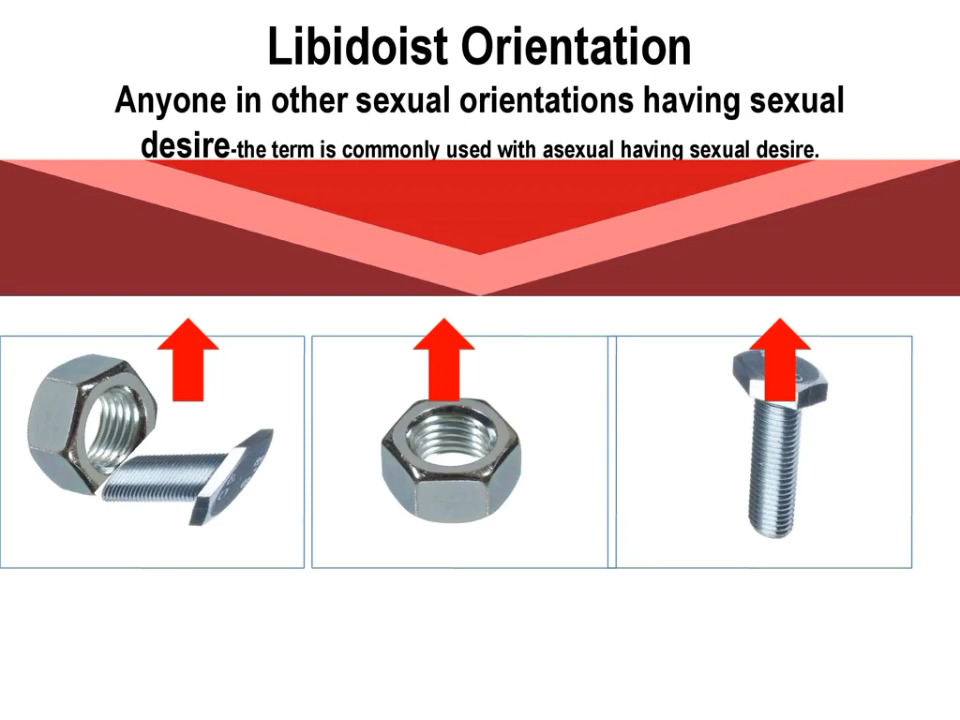 Libidoist Orientation
Anyone in other sexual orientations having sexual
desire-the term is commonly used with asexual having sexual desire.